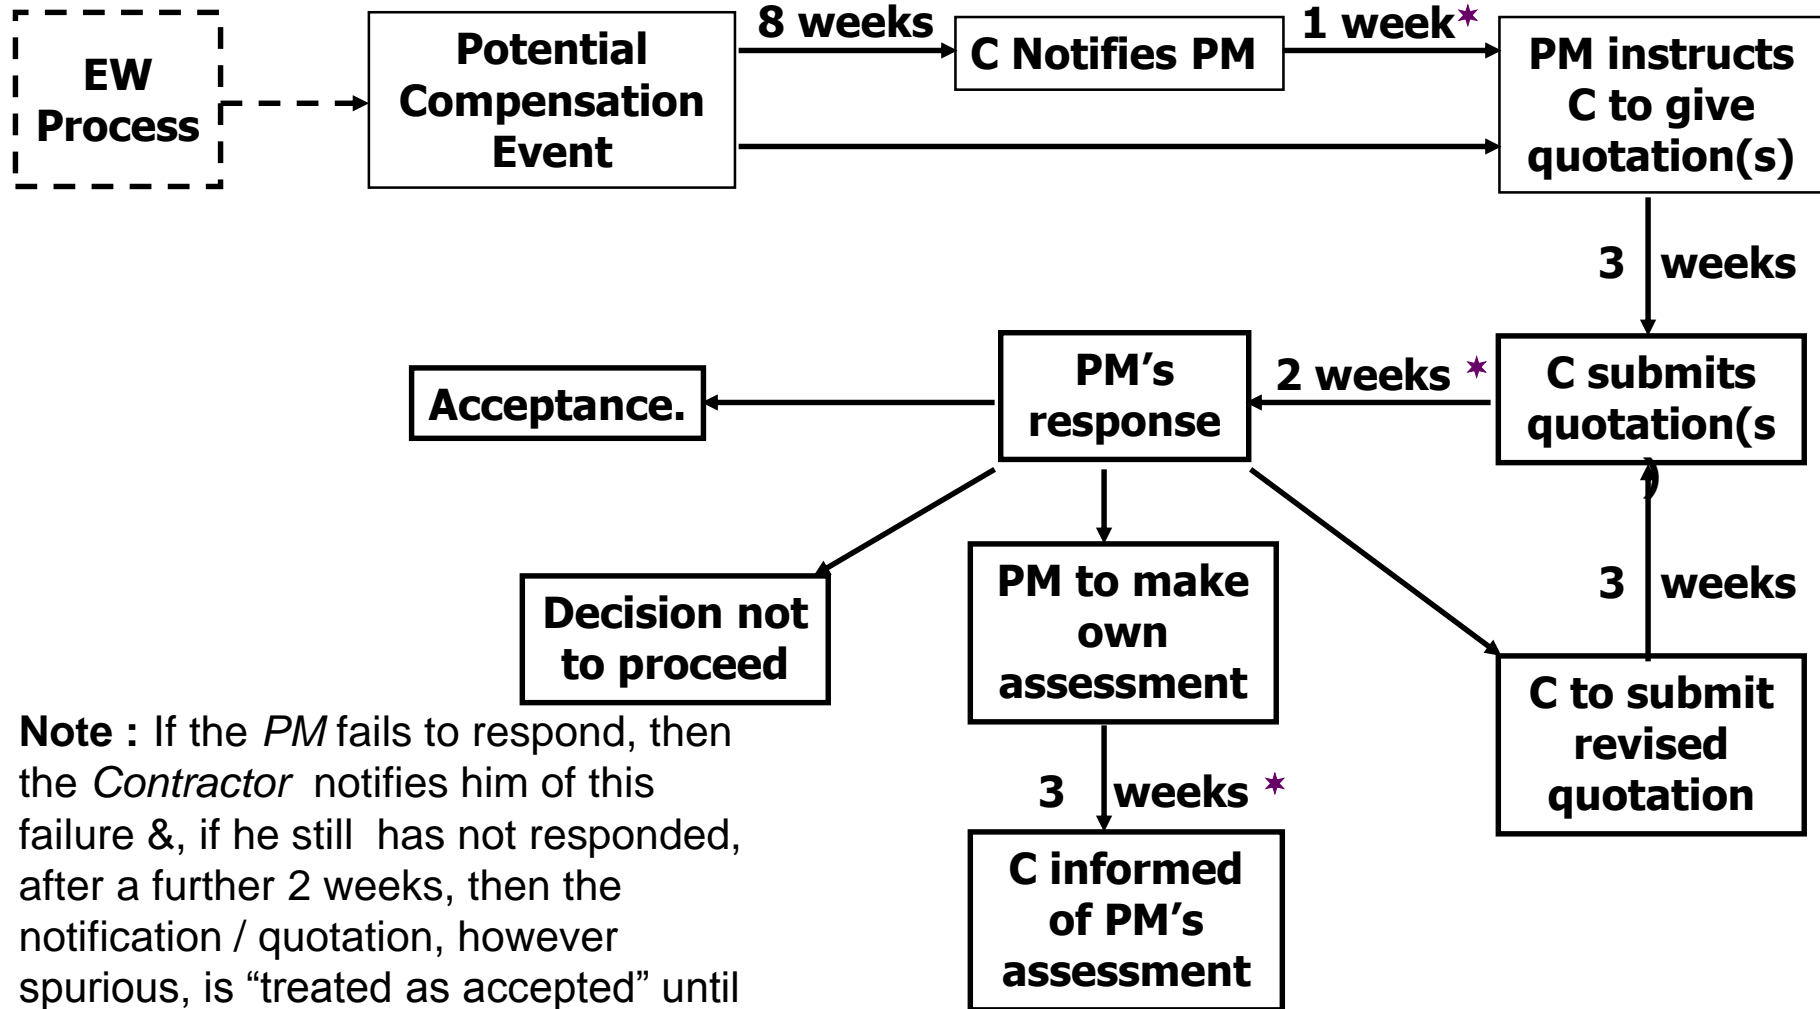 EW
Process
Potential
Compensation
Event
8 weeks
C Notifies PM
1 week*
PM instructs
C to give
quotation(s)
3 weeks
C submits
quotation(s
)
2 weeks *
PM’s
response
Acceptance.
Decision not
to proceed
PM to make
own
assessment
3 weeks *
C informed
of PM’s
assessment
3 weeks
C to submit
revised
quotation
Note : If the PM fails to respond, then
the Contractor notifies him of this
failure &, if he still has not responded,
after a further 2 weeks, then the
notification / quotation, however
spurious, is “treated as accepted” until